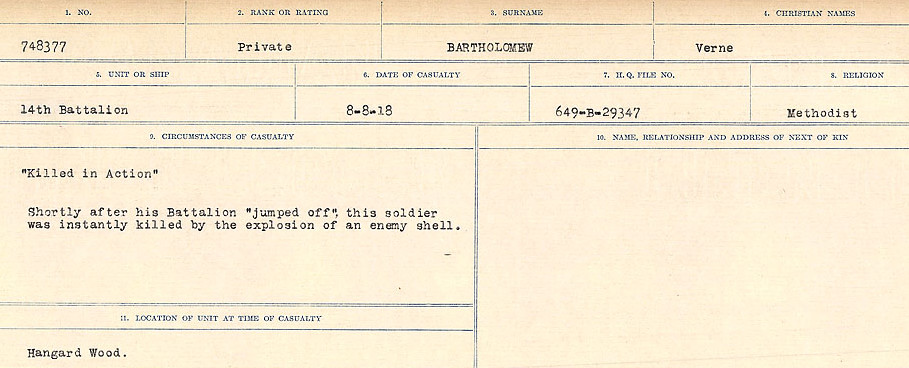 1. NO.
2. RANK OR RATING
3. SURNAME
4. CHRISTIAN NAMES
748377
Private
BARTHOLOMEW
Verne
5. UNIT OR SHIP
6. DATE OF CASUALTY
7. H. Q. FILE NO.
8. RELIGION
14th Battalion
8-8-18
649-B-29347
Methodist
9. CIRCUMSTANCES OF CASUALTY
10. NAME, RELATIONSHIP AND ADDRESS OF NEXT OF KIN
"Killed in Action"
Shortly after his Battalion "jumped off", this soldier
was instantly killed by the explosion of an enemy shell.
11. LOCATION OF UNIT AT TIME OF CASUALTY
Hangard Wood.